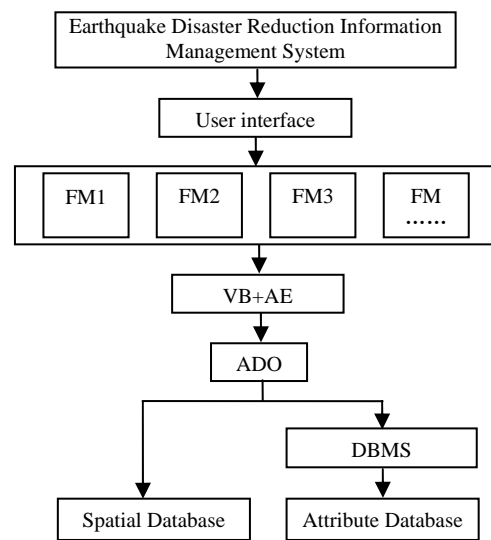 Earthquake Disaster Reduction Information
Management System
User interface
FM1 FM2 FM3 FM
……
VB+AE
ADO
DBMS
Spatial Database Attribute Database